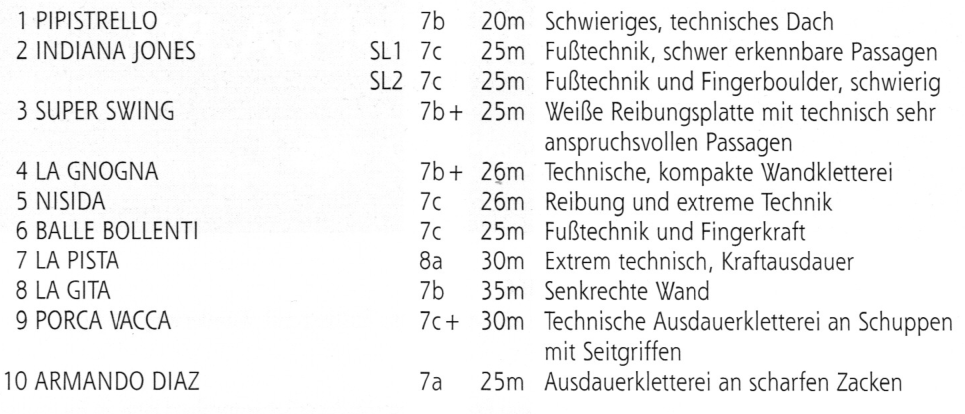 1 PIPISTRELLO 7b 20m Schwieriges, technisches Dach
2 INDIANA JONES SL1 7c 25m Fußtechnik, schwer erkennbare Passagen
SL2 7c 25m Fußtechnik und Fingerboulder, schwierig
3 SUPER SWING 7b+ 25m Weiße Reibungsplatte mit technisch sehr
anspruchsvollen Passagen
4 LA GNOGNA 7b+ 26m Technische, kompakte Wandkletterei
5 NISIDA 7c 26m Reibung und extreme Technik
6 BALLE BOLLENTI 7c 25m Fußtechnik und Fingerkraft
7 LA PISTA 8a 30m Extrem technisch, Kraftausdauer
8 LA GITA 7b 35m Senkrechte Wand
9 PORCA VACCA 7c+ 30m Technische Ausdauerkletterei an Schuppen
mit Seitgriffen
10 ARMANDO DIAZ 7a 25m Ausdauerkletterei an scharfen Zacken